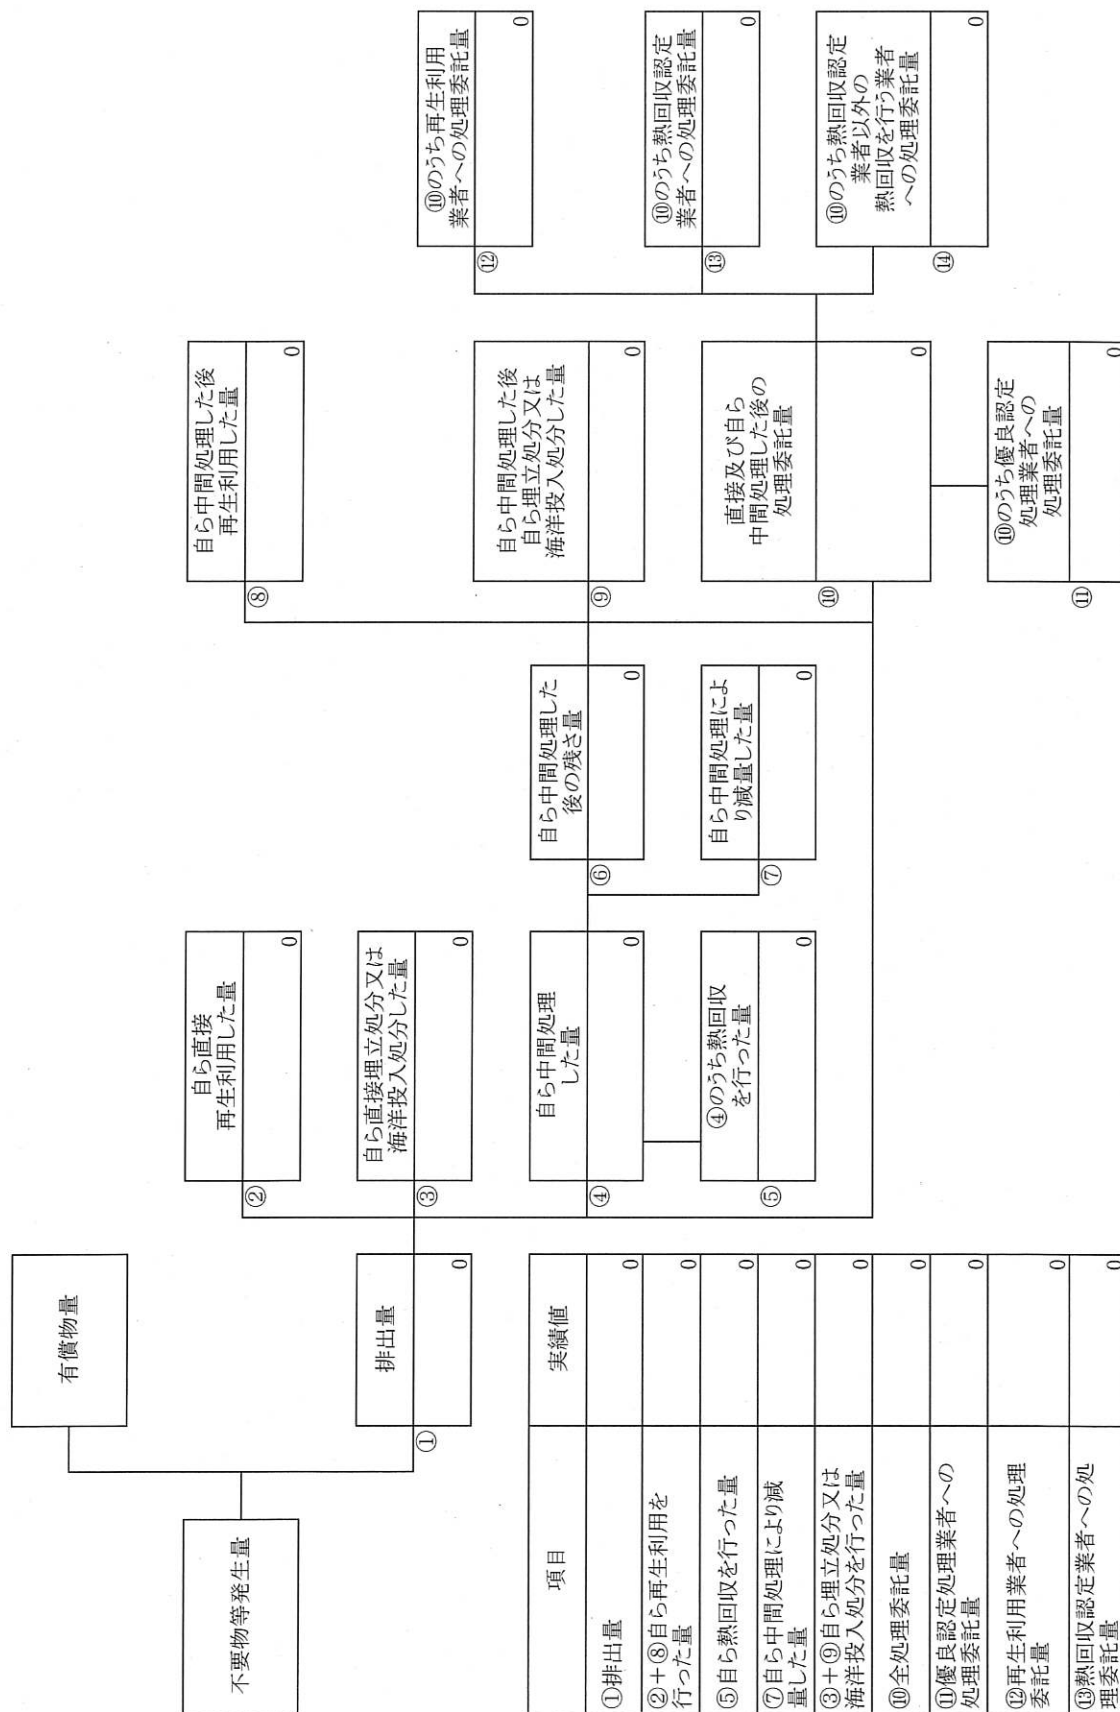 不要物等発生量
有償物量
①
排出量
0
②
自ら直接
再生利用した量
0
③
自ら直接埋立処分又は
海洋投入処分した量
0
④
自ら中間処理
した量
0
⑤
④のうち熱回収
を行った量
0
⑥
自ら中間処理した
後の残さ量
0
⑦
自ら中間処理によ
り減量した量
0
⑧
自ら中間処理した後
再生利用した量
0
⑨
自ら中間処理した後
自ら埋立処分又は
海洋投入処分した量
0
⑩
直接及び自ら
中間処理した後の
処理委託量
0
⑪
⑩のうち優良認定
処理業者への
処理委託量
0
⑫
⑩のうち再生利用
業者への処理委託量
0
⑬
⑩のうち熱回収認定
業者への処理委託量
0
⑭
⑩のうち熱回収認定
業者以外の
熱回収を行う業者
への処理委託量
0
項目 実績値
①排出量 0
②+⑧自ら再生利用を
行った量 0
⑤自ら熱回収を行った量 0
⑦自ら中間処理により減
量した量 0
③+⑨自ら埋立処分又は
海洋投入処分を行った量 0
⑩全処理委託量 0
⑪優良認定処理業者への
処理委託量 0
⑫再生利用業者への処理
委託量 0
⑬熱回収認定業者への処
理委託量 0